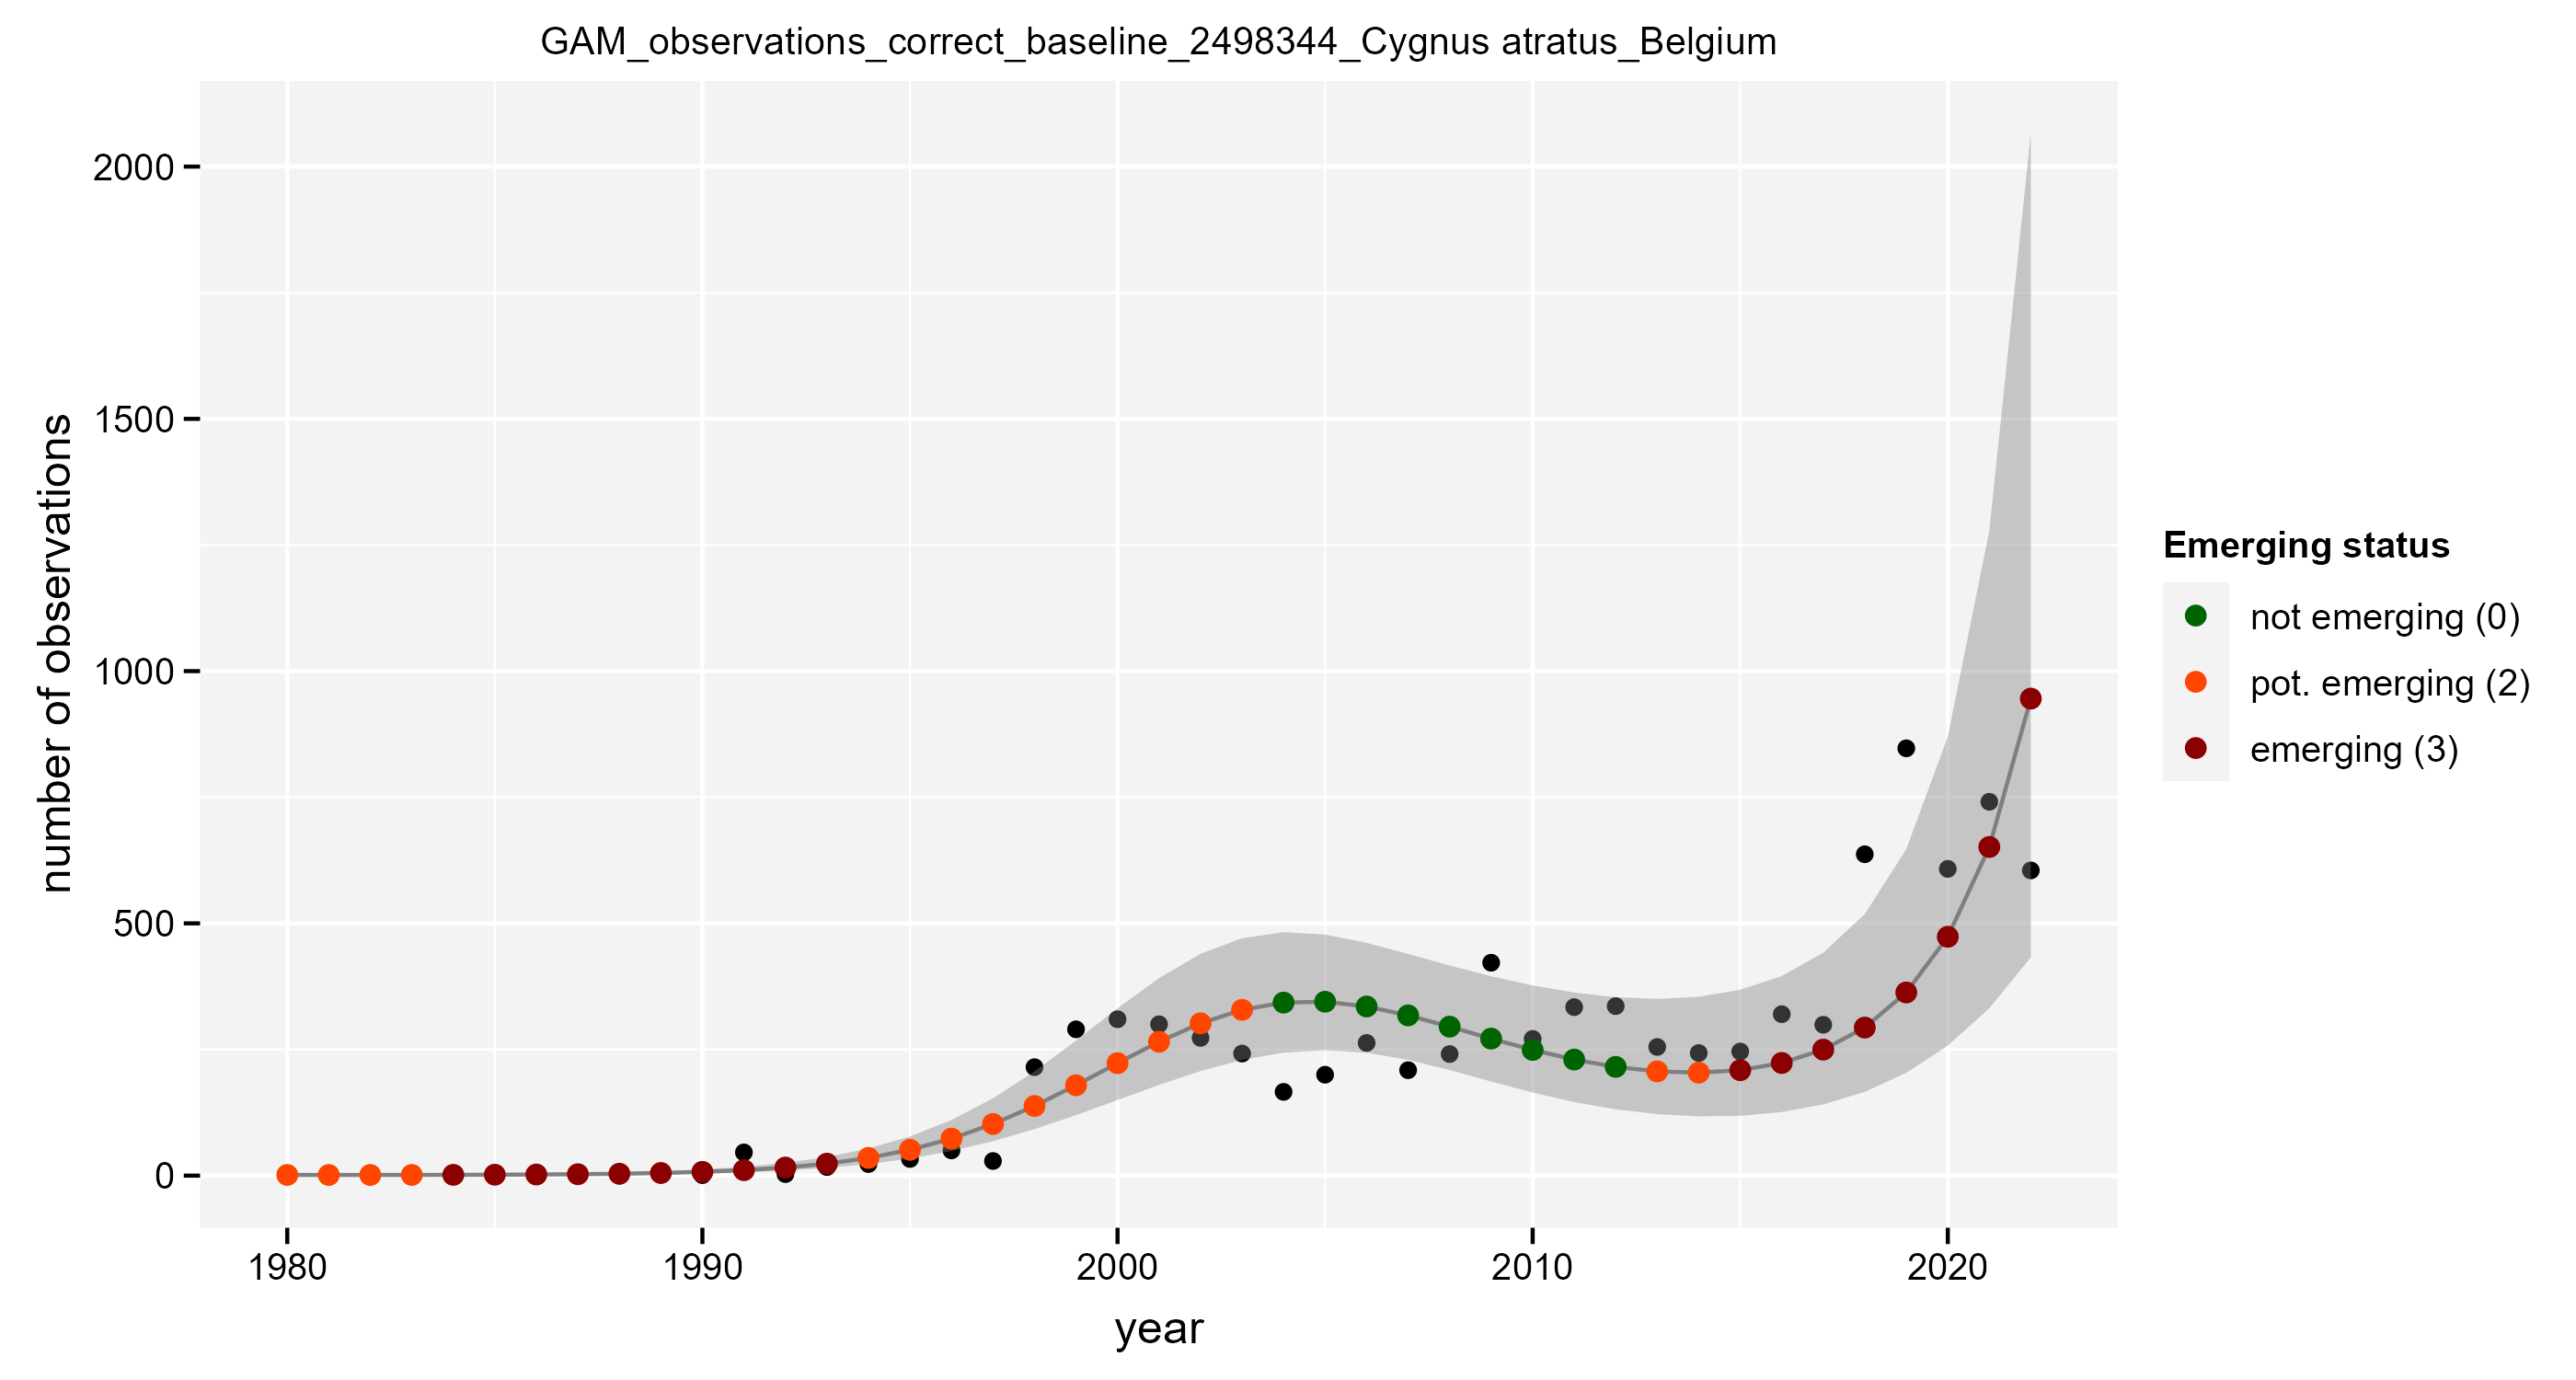 GAM_observations_correct_baseline_2498344_Cygnus atratus_Belgium
number of observations
2000
1500
1000
500
0
1980 1990 2000 2010 2020
year
Emerging status
not emerging (0)
pot. emerging (2)
emerging (3)